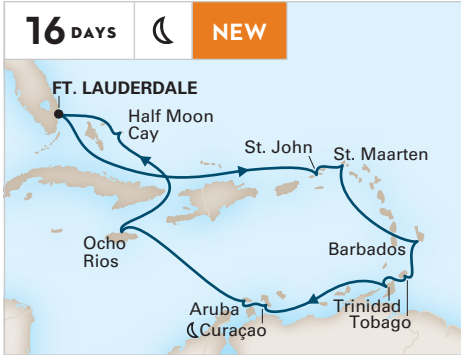 16 DAYS
NEW
FT. LAUDERDALE
Half Moon
Cay
St. John
St. Maarten
Ocho
Rios
Barbados
Aruba
Curaçao
Trinidad
Tobago